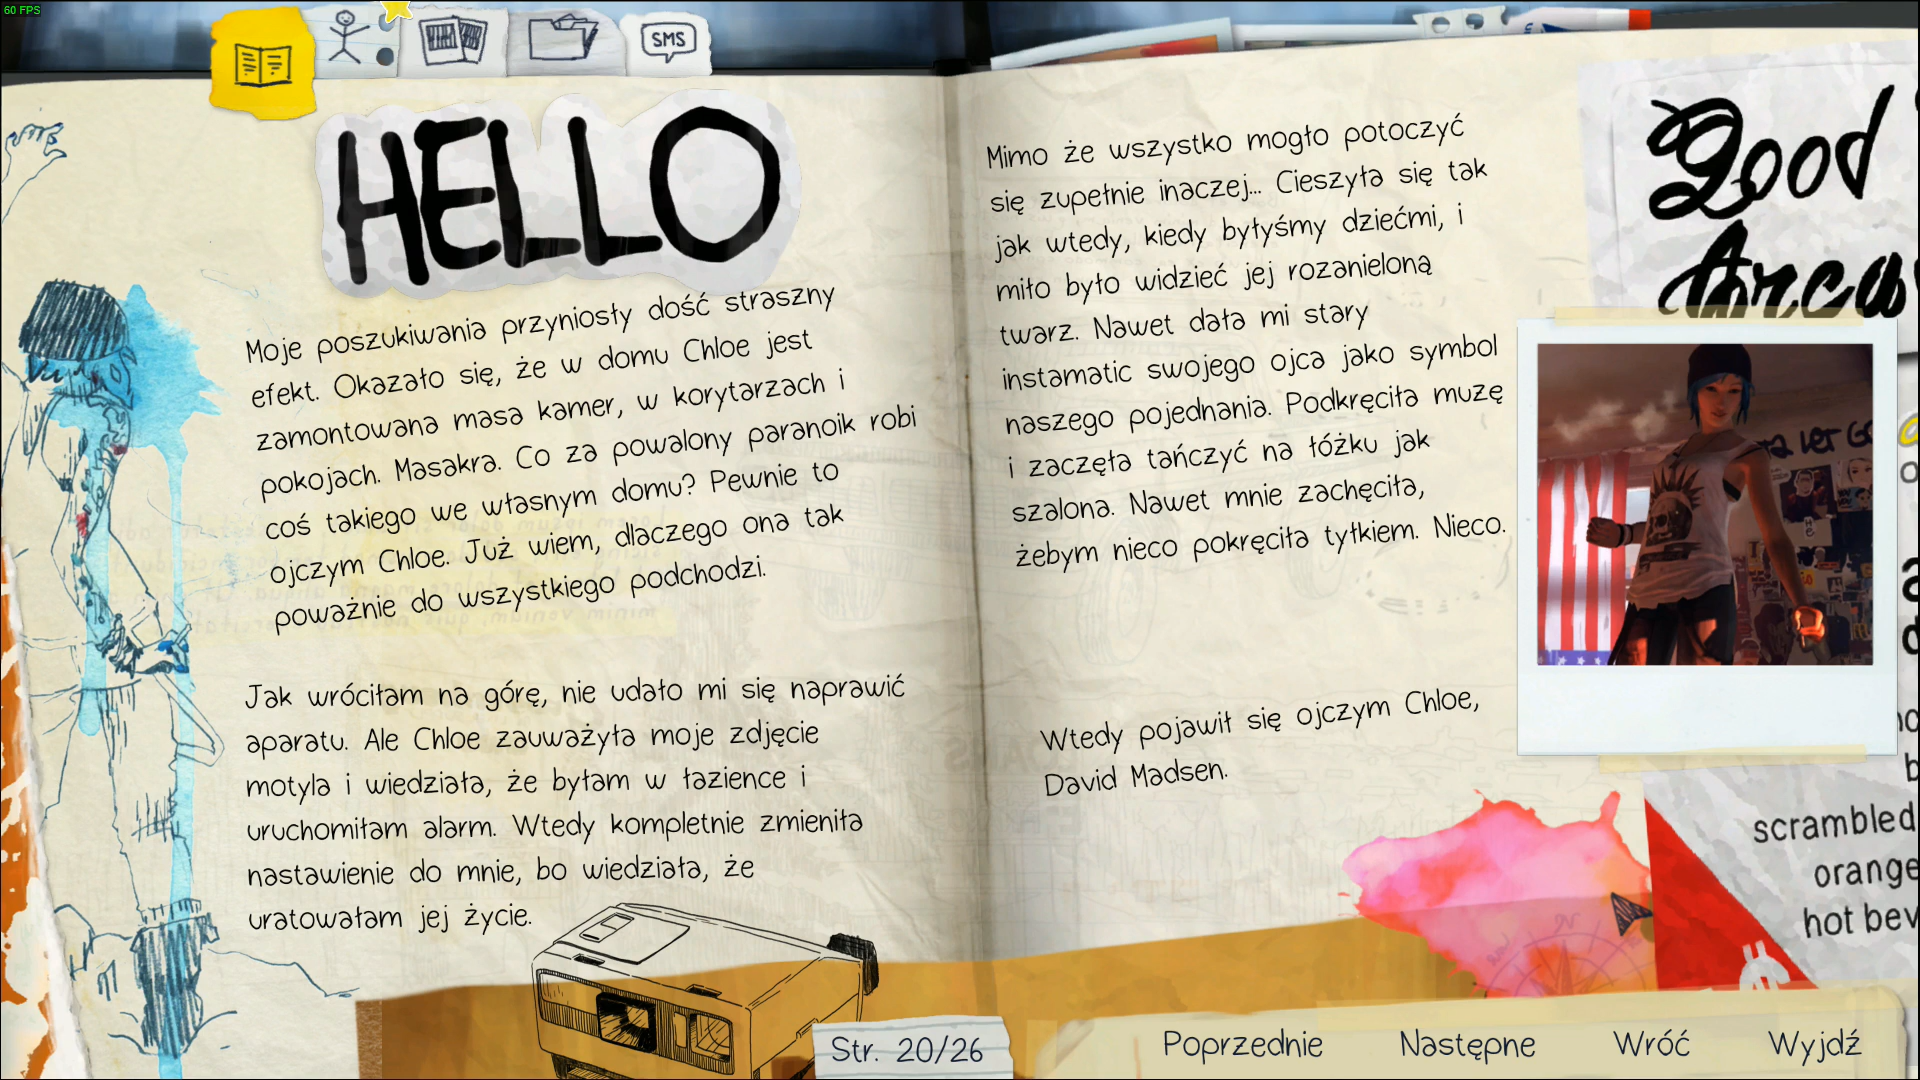 60 FPS
SMS
HELLO
Moje poszukiwania przyniosły dość straszny
efekt. Okazało się, że w domu Chloe jest
zamontowana masa kamer, w korytarzach i
pokojach. Masakra. Co za powalony paranoik robi
coś takiego we własnym domu? Pewnie to
ojczym Chloe. Już wiem, dlaczego ona tak
poważnie do wszystkiego podchodzi.
Jak wróciłam na górę, nie udało mi się naprawić
aparatu. Ale Chloe zauważyła moje zdjęcie
motyla i wiedziała, że byłam w łazience i
uruchomiłam alarm. Wtedy kompletnie zmieniła
nastawienie do mnie, bo wiedziała, że
uratowałam jej życie.
Mimo że wszystko mogło potoczyć
się zupełnie inaczej... Cieszyła się tak
jak wtedy, kiedy byłyśmy dziećmi, i
miło było widzieć jej rozanieloną
twarz. Nawet dała mi stary
instamatic swojego ojca jako symbol
naszego pojednania. Podkręciła muzę
i zaczęła tańczyć na łóżku jak
szalona. Nawet mnie zachęciła,
żebym nieco pokręciła tyłkiem. Nieco.
Wtedy pojawił się ojczym Chloe,
David Madsen.
Good
Arca
scrambled
orange
hot bev
Str. 20/26
Poprzednie
Następne
Wróć
Wyjdź